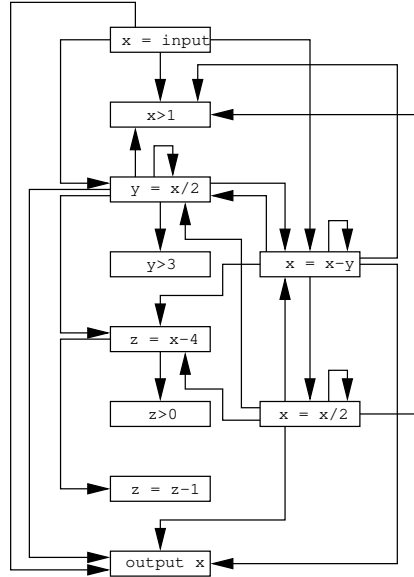 x = input
x>1
y = x/2
y>3
x = x-y
z = x-4
z>0
x = x/2
z = z-1
output x